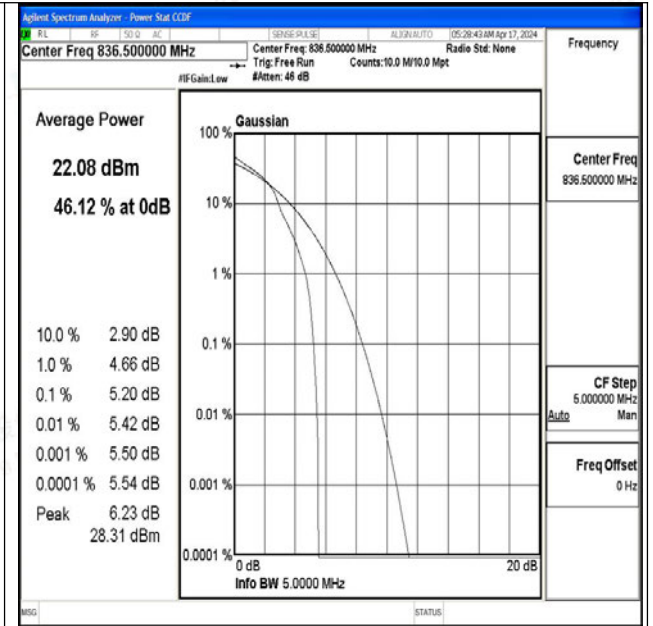 Agilent Spectrum Analyzer - Power Stat CCDF
RL RF 50 Ω AC SENSE:PULSE ALIGN AUTO 05:28:43 AM Apr 17, 2024
Center Freq 836.500000 MHz
Center Freq: 836.500000 MHz Radio Std: None
Trig: Free Run Counts:10.0 M/10.0 Mpt
#IFGain:Low #Atten: 46 dB
Frequency
Average Power
22.08 dBm
46.12 % at 0dB
10.0 % 2.90 dB
1.0 % 4.66 dB
0.1 % 5.20 dB
0.01 % 5.42 dB
0.001 % 5.50 dB
0.0001 % 5.54 dB
Peak 6.23 dB
28.31 dBm
Gaussian
100 %
10 %
1 %
0.1 %
0.01 %
0.001 %
0.0001 %
0 dB 20 dB
Info BW 5.0000 MHz
Center Freq
836.500000 MHz
CF Step
5.000000 MHz
Auto Man
Freq Offset
0 Hz
MSG STATUS